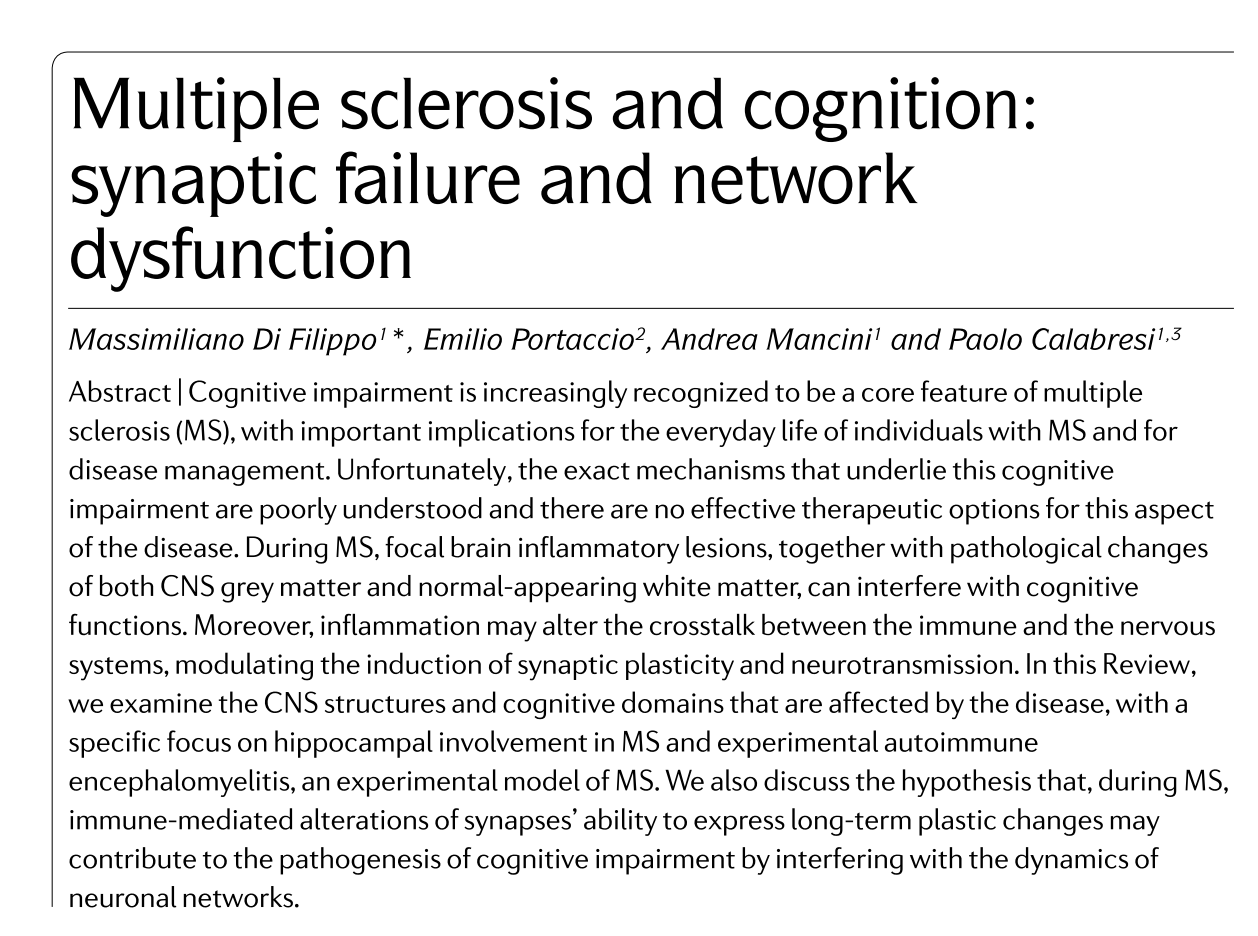 Multiple sclerosis and cognition:
synaptic failure and network
dysfunction
Massimiliano Di Filippo1*, Emilio Portaccio2, Andrea Mancini1 and Paolo Calabresi1,3
Abstract | Cognitive impairment is increasingly recognized to be a core feature of multiple
sclerosis (MS), with important implications for the everyday life of individuals with MS and for
disease management. Unfortunately, the exact mechanisms that underlie this cognitive
impairment are poorly understood and there are no effective therapeutic options for this aspect
of the disease. During MS, focal brain inflammatory lesions, together with pathological changes
of both CNS grey matter and normal-appearing white matter, can interfere with cognitive
functions. Moreover, inflammation may alter the crosstalk between the immune and the nervous
systems, modulating the induction of synaptic plasticity and neurotransmission. In this Review,
we examine the CNS structures and cognitive domains that are affected by the disease, with a
specific focus on hippocampal involvement in MS and experimental autoimmune
encephalomyelitis, an experimental model of MS. We also discuss the hypothesis that, during MS,
immune-mediated alterations of synapses’ ability to express long-term plastic changes may
contribute to the pathogenesis of cognitive impairment by interfering with the dynamics of
neuronal networks.